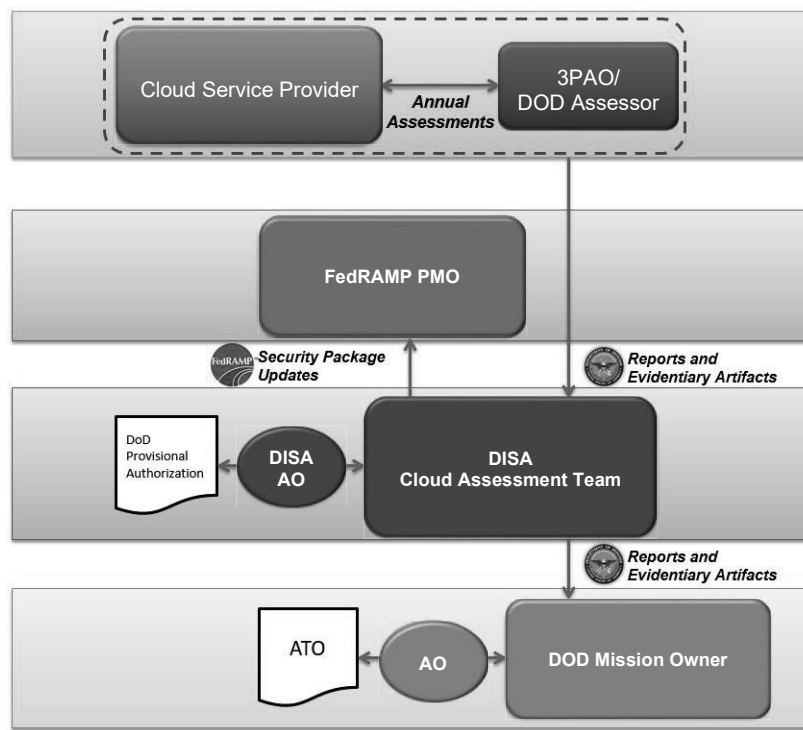 Cloud Service Provider
Annual
Assessments
3PAO/
DOD Assessor
FedRAMP PMO
FedRAMP
Security Package
Updates
Reports and
Evidentiary Artifacts
DoD
Provisional
Authorization
DISA
AO
DISA
Cloud Assessment Team
Reports and
Evidentiary Artifacts
ATO
AO
DOD Mission Owner